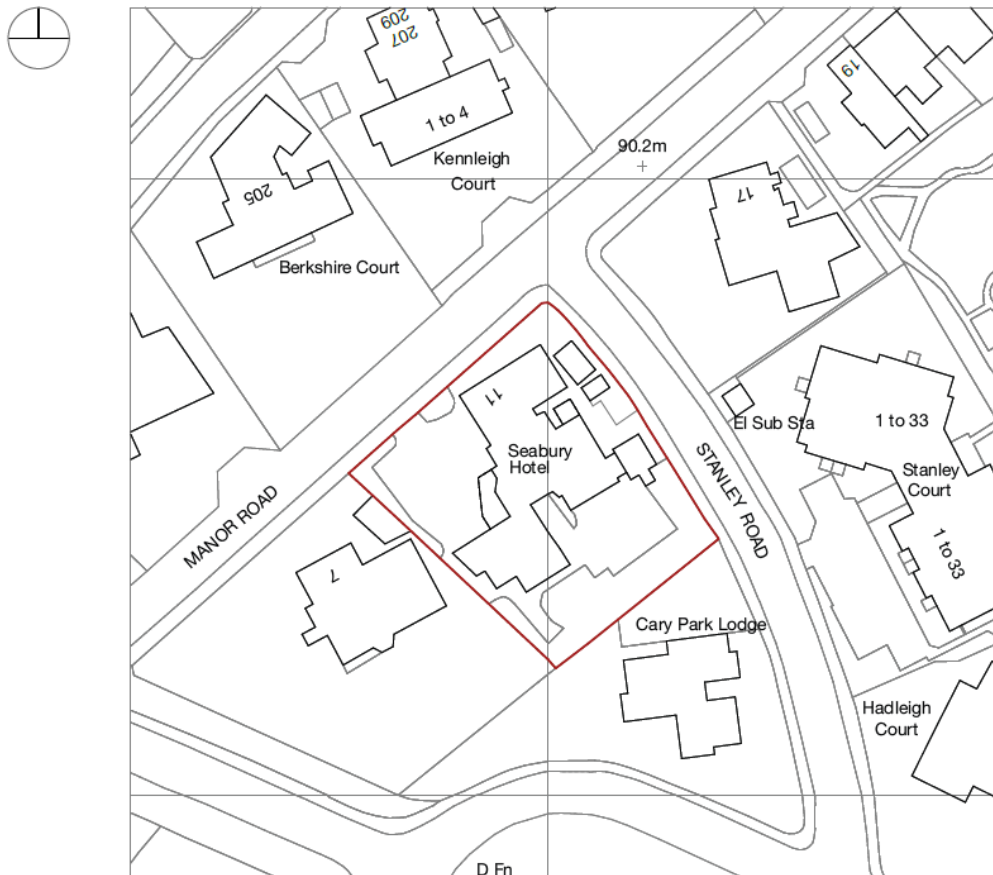 209
207
1 to 4
Kennleigh
Court
90.2m
19
17
205
Berkshire Court
11
Seabury
Hotel
El Sub Sta
1 to 33
Stanley
Court
STANLEY ROAD
MANOR ROAD
1 to 33
7
Cary Park Lodge
Hadleigh
Court
D Fn